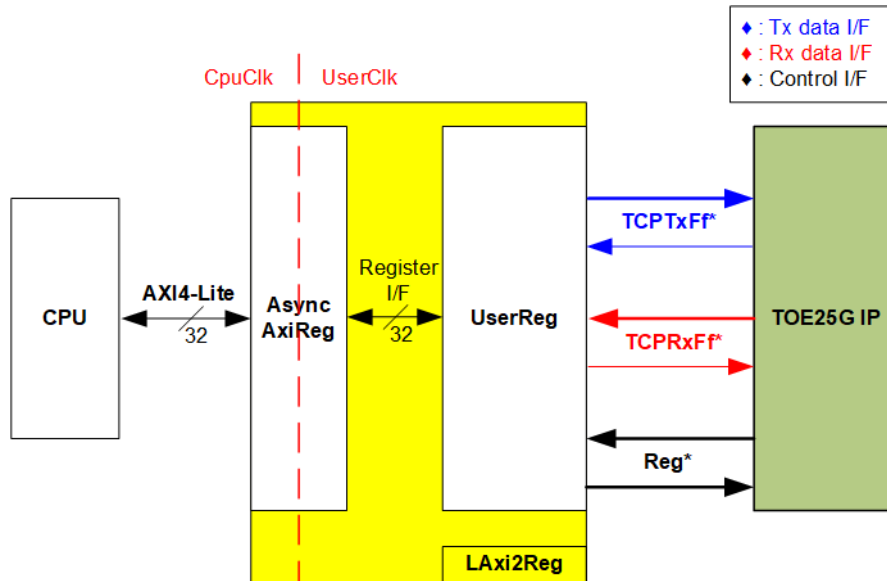 ♦ : Tx data I/F
♦ : Rx data I/F
♦ : Control I/F
CpuClk
UserClk
CPU
AXI4-Lite
32
Async
AxiReg
Register
I/F
32
UserReg
TCPTxFf*
TCPRxFf*
Reg*
TOE25G IP
LAxi2Reg